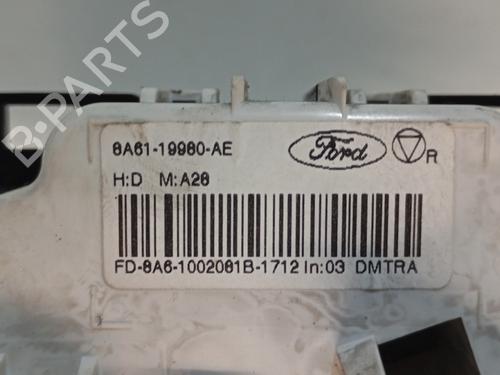 B-PARTS
8A61-19980-AE
Ford
R
H:D M:A28
FD-8A6-1002081B-1712 In:03 DMTRA